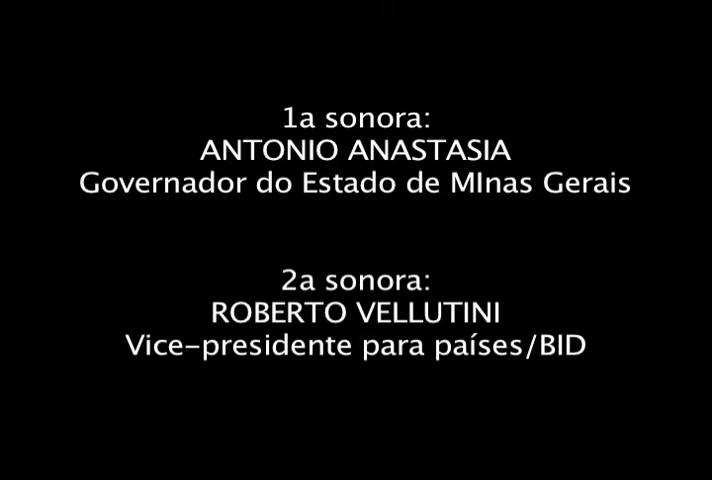 1a sonora:
ANTONIO ANASTASIA
Governador do Estado de MInas Gerais
2a sonora:
ROBERTO VELLUTINI
Vice-presidente para países/BID